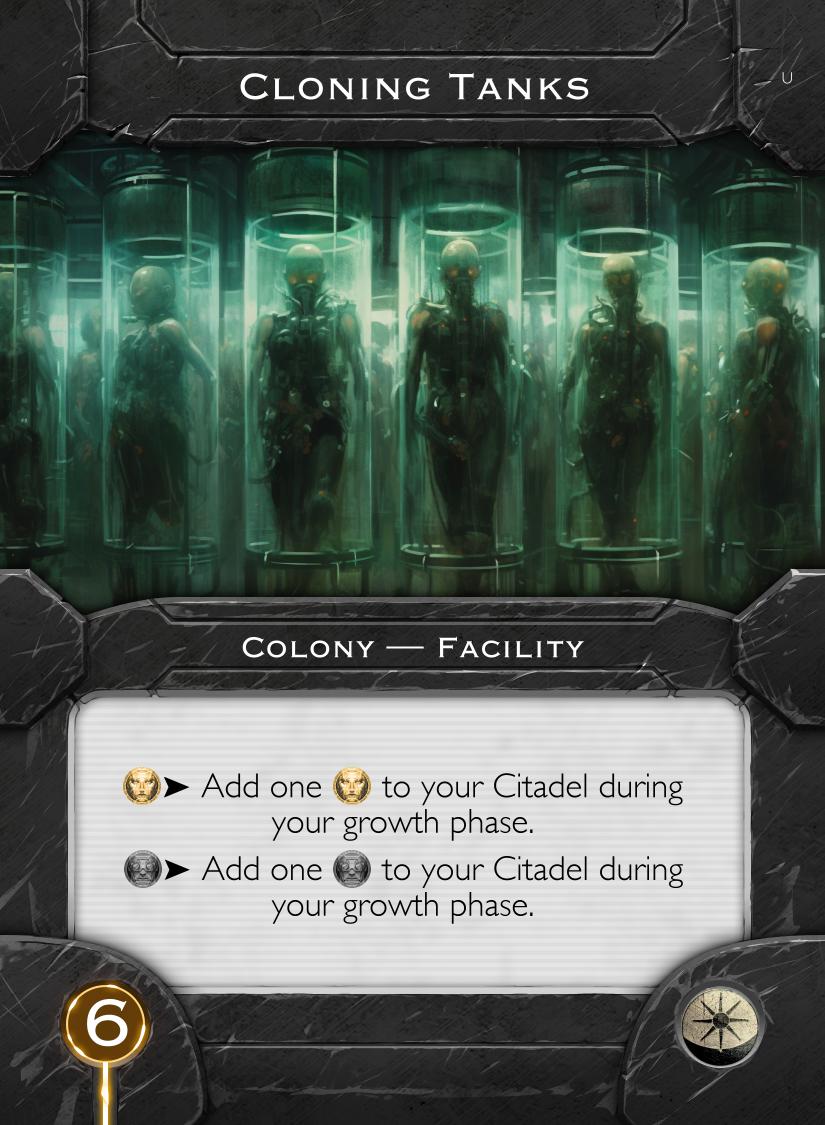 CLONING TANKS
U
COLONY — FACILITY
➤ Add one to your Citadel during
your growth phase.
➤ Add one to your Citadel during
your growth phase.
6